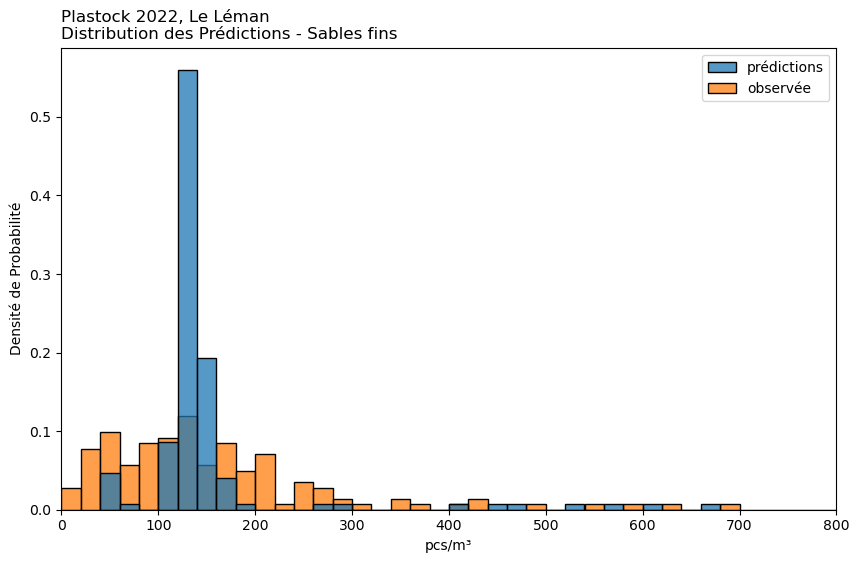 Plastock 2022, Le Léman
Distribution des Prédictions - Sables fins
prédictions
observée
Densité de Probabilité
0.5
0.4
0.3
0.2
0.1
0.0
0 100 200 300 400 500 600 700 800
pcs/m³